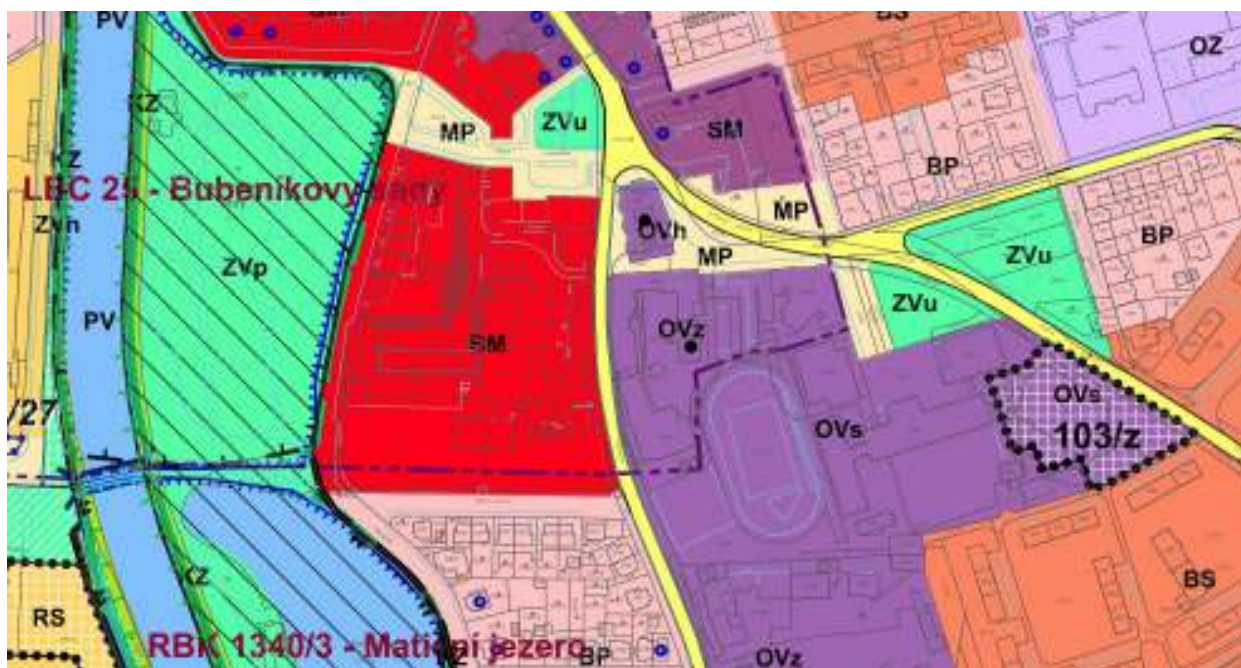 PV
BS
OZ
KZ
MP
ZVu
SM
BP
KZ
LBC 25 - Bubeníkovy sady
ZVn
OVh
MP
MP
ZVu
BP
ZVp
ZVu
PV
SM
OVz
OVs
/27
OVs
103/z
KZ
BS
RS
RBK 1340/3 - Matiční jezero
BP
OVz